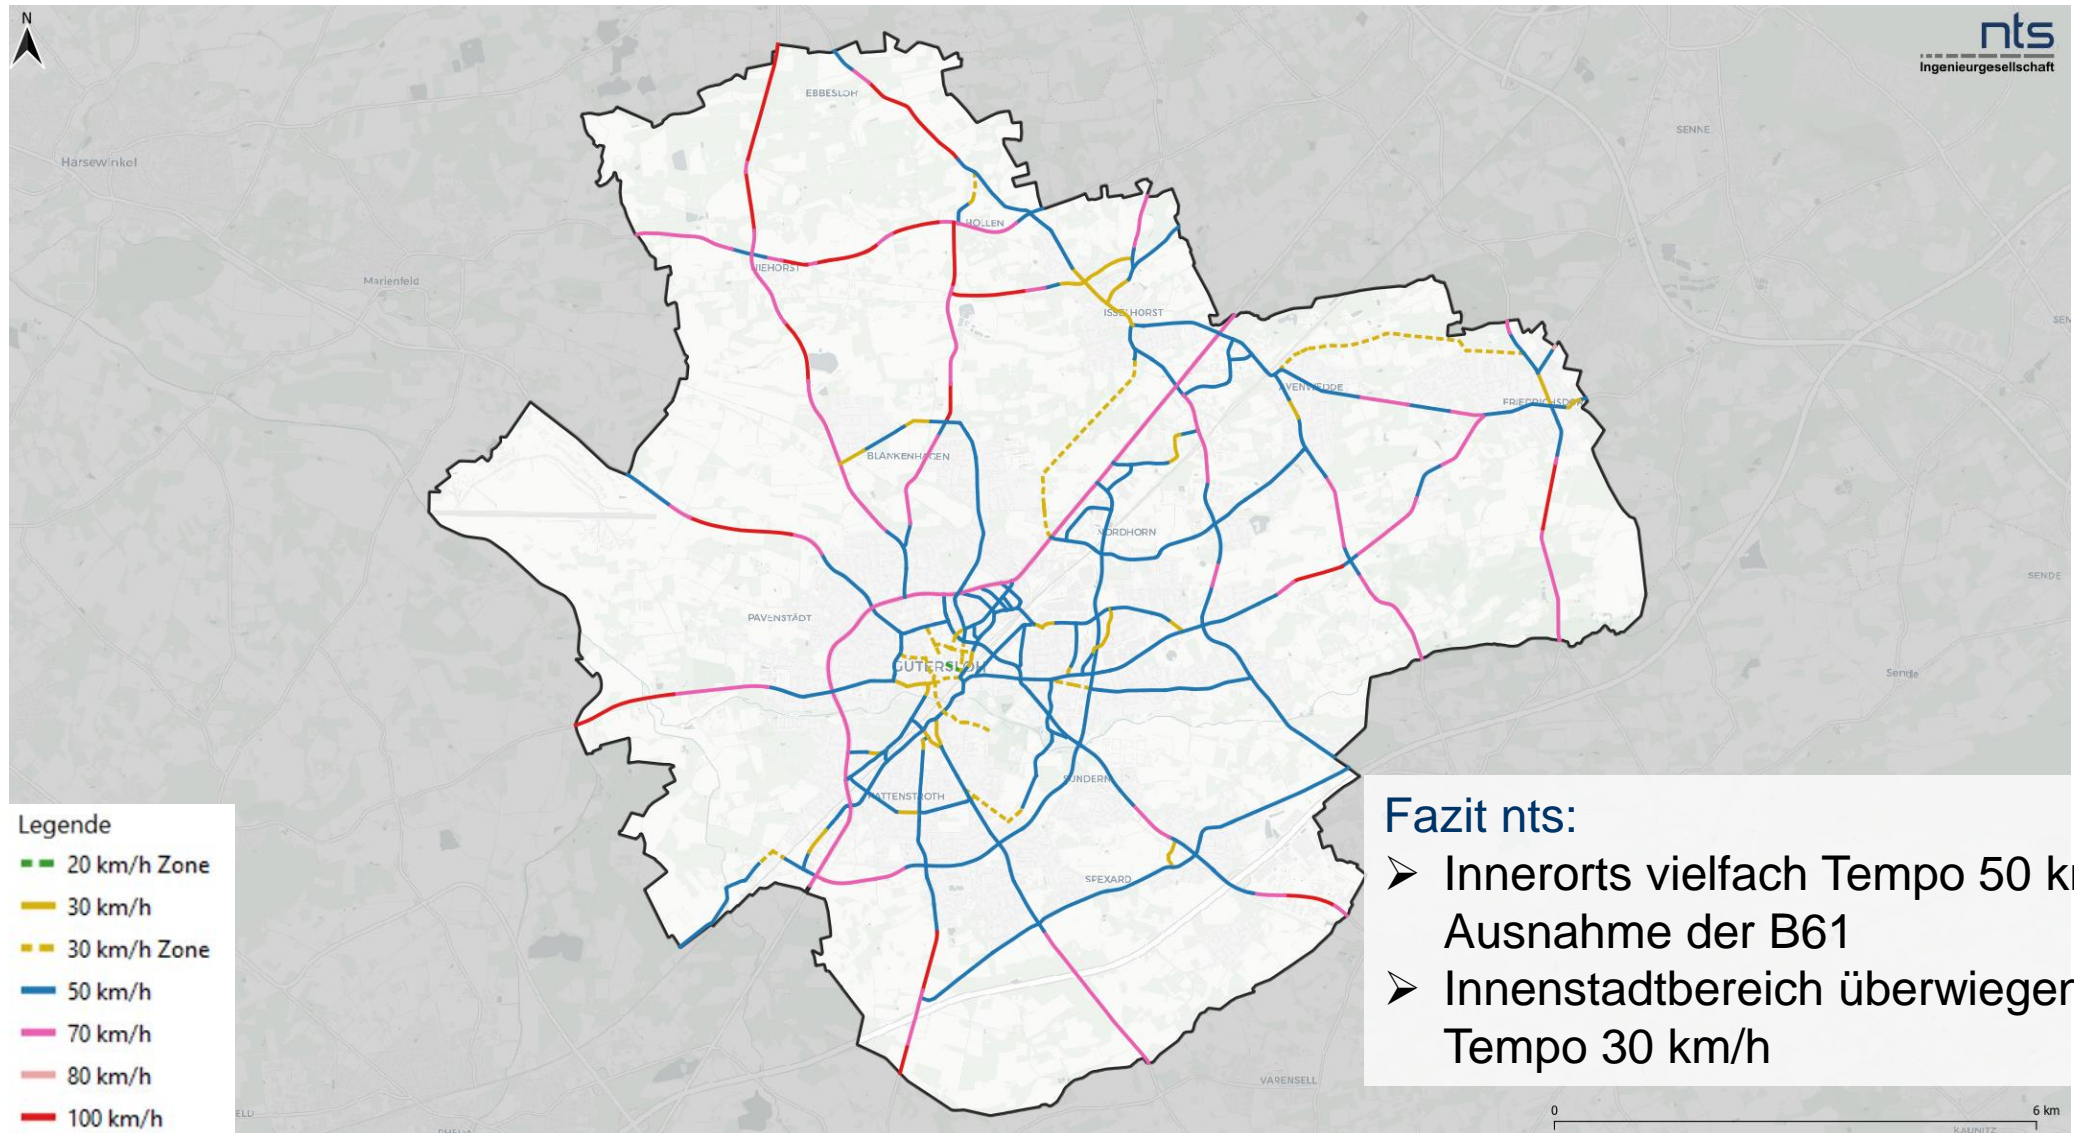 N
nts
Ingenieurgesellschaft
EBBESLOH
SENNE
Harsewinkel
HOLLEN
NIEHORST
Marienfeld
ISSELHORST
AVENWEDDE
FRIEDRICHSDORF
BLANKENHAGEN
NORDHORN
SENDE
PAVENSTÄDT
GÜTERSLOH
Sende
SUNDERN
KATTENSTROTH
SPEXARD
VARENSELL
KAUNITZ
Legende
20 km/h Zone
30 km/h
30 km/h Zone
50 km/h
70 km/h
80 km/h
100 km/h
Fazit nts:
➢ Innerorts vielfach Tempo 50 k
Ausnahme der B61
➢ Innenstadtbereich überwiegen
Tempo 30 km/h
0 6 km